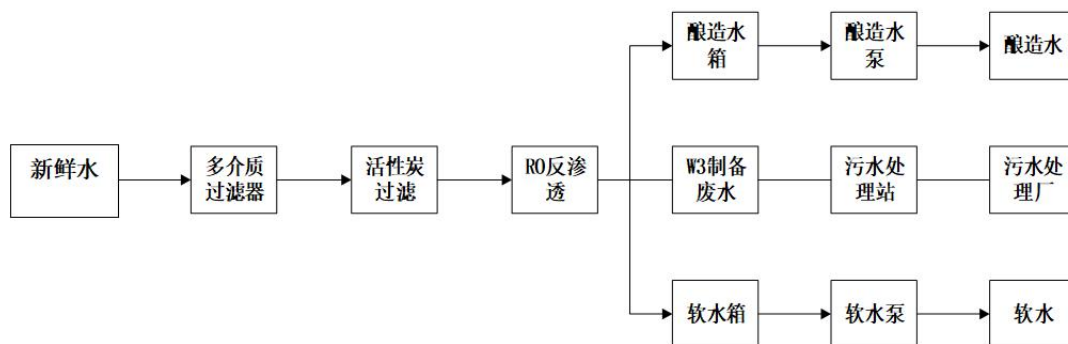 新鲜水
多介质
过滤器
活性炭
过滤
RO反渗
透
酿造水
箱
酿造水
泵
酿造水
W3制备
废水
污水处
理站
污水处
理厂
软水箱
软水泵
软水